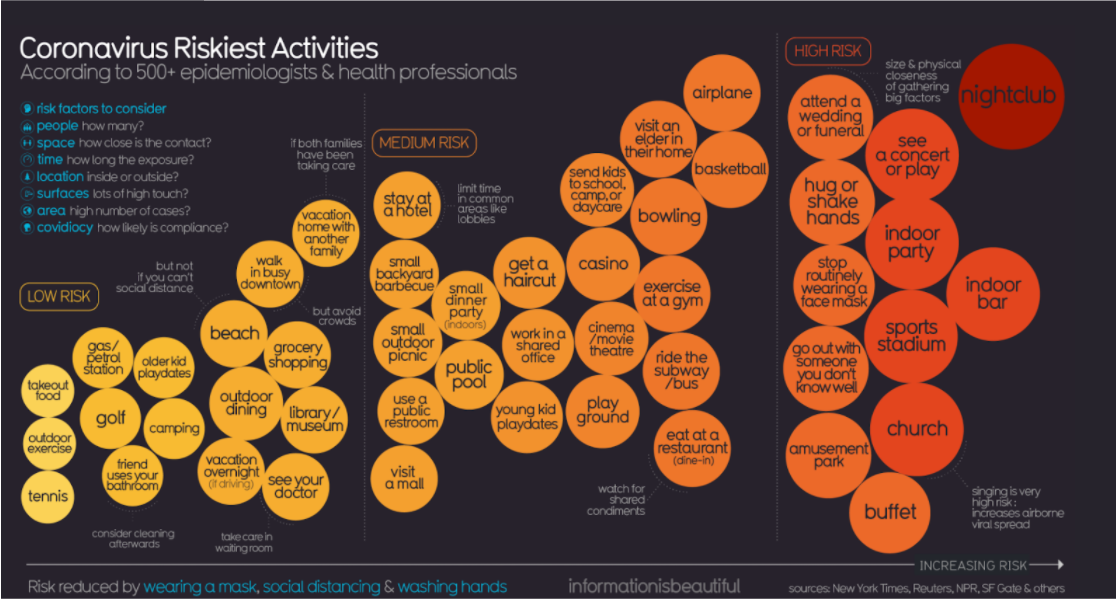 Coronavirus Riskiest Activities
According to 500+ epidemiologists & health professionals
risk factors to consider
people how many?
space how close is the contact?
time how long the exposure?
location inside or outside?
surfaces lots of high touch?
area high number of cases?
covidiocy how likely is compliance?
LOW RISK
takeout
food
outdoor
exercise
tennis
gas/
petrol
station
older kid
playdates
golf
camping
friend
uses your
bathroom
consider cleaning
afterwards
but not
if you can't
social distance
beach
walk
in busy
downtown
but avoid
crowds
if both families
have been
taking care
vacation
home with
another
family
grocery
shopping
outdoor
dining
library/
museum
vacation
overnight
(if driving)
see your
doctor
take care in
waiting room
MEDIUM RISK
stay at
a hotel
limit time
in common
areas like
lobbies
small
backyard
barbecue
small
dinner
party
(indoors)
small
outdoor
picnic
public
pool
use a
public
restroom
visit
a mall
get a
haircut
work in a
shared
office
young kid
playdates
send kids
to school,
camp, or
daycare
casino
cinema
/movie
theatre
play
ground
visit an
elder in
their home
airplane
basketball
bowling
exercise
at a gym
ride the
subway
/bus
eat at a
restaurant
(dine-in)
watch for
shared
condiments
HIGH RISK
size & physical
closeness
of gathering
big factors
attend a
wedding
or funeral
hug or
shake
hands
stop
routinely
wearing a
face mask
go out with
someone
you don't
know well
amusement
park
buffet
see
a concert
or play
indoor
party
sports
stadium
church
singing is very
high risk :
increases airborne
viral spread
nightclub
indoor
bar
INCREASING RISK
Risk reduced by wearing a mask, social distancing & washing hands
informationisbeautiful
sources: New York Times, Reuters, NPR, SF Gate & others